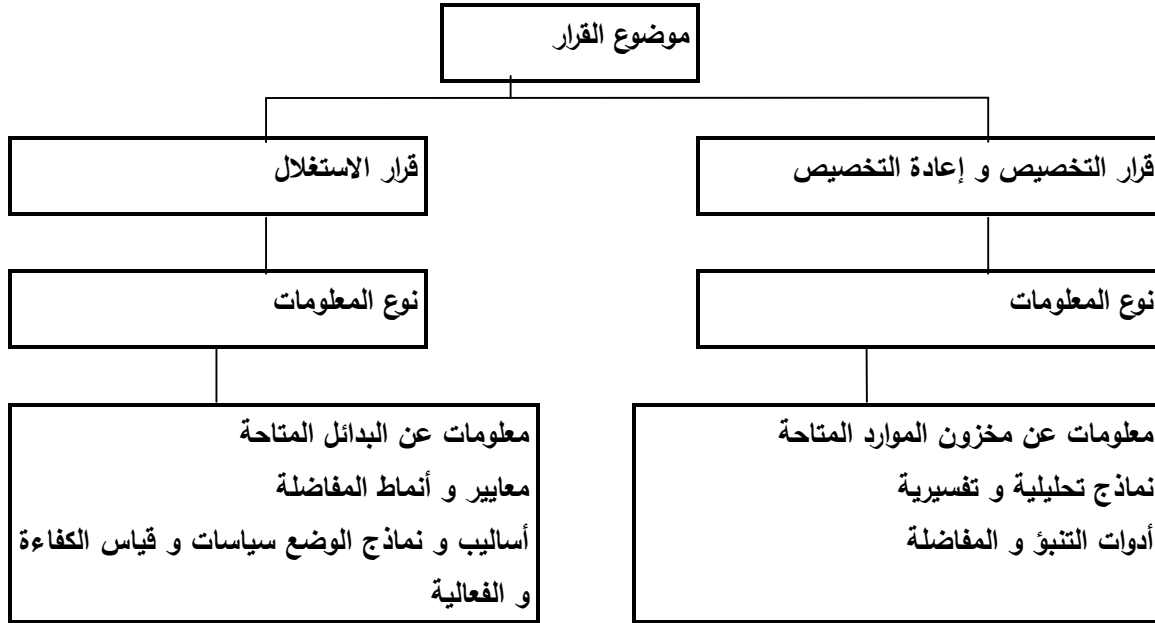 موضوع القرار
قرار التخصيص و إعادة التخصيص
قرار الاستغلال
نوع المعلومات
نوع المعلومات
معلومات عن مخزون الموارد المتاحة
نماذج تحليلية و تفسيرية
أدوات التنبؤ و المفاضلة
معلومات عن البدائل المتاحة
معايير و أنماط المفاضلة
أساليب و نماذج الوضع سياسات و قياس الكفاءة
و الفعالية